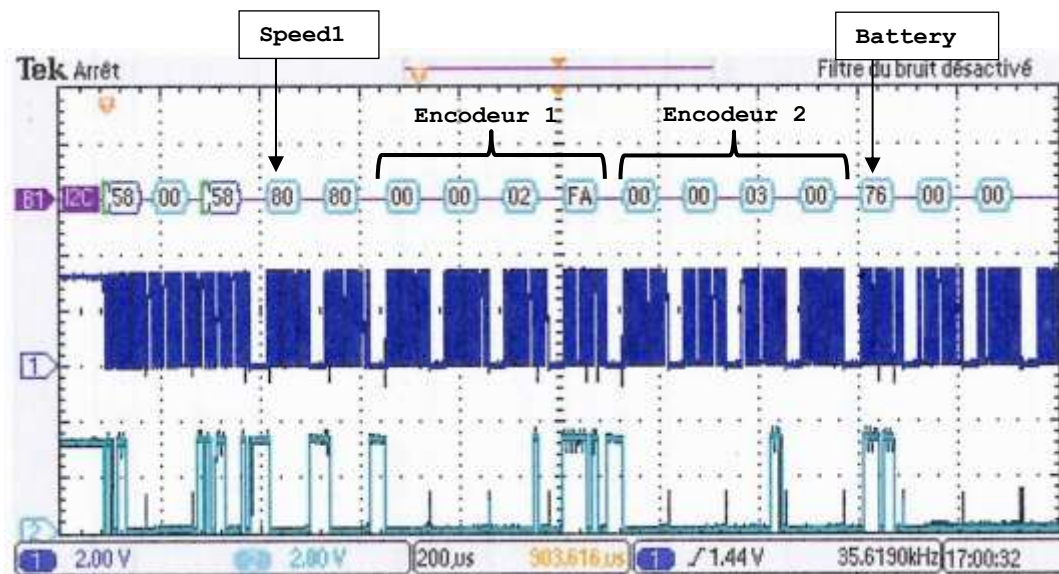 Speed1
Battery
Tek Arrêt
Filtre du bruit désactivé
Encodeur 1
Encodeur 2
B1 I2C 58 00 58 80 80 00 00 02 FA 00 00 03 00 76 00 00
1
2
1 2.00 V 2 2.00 V 200µs 903.616µs 1 1.44 V 35.6190kHz 17:00:32